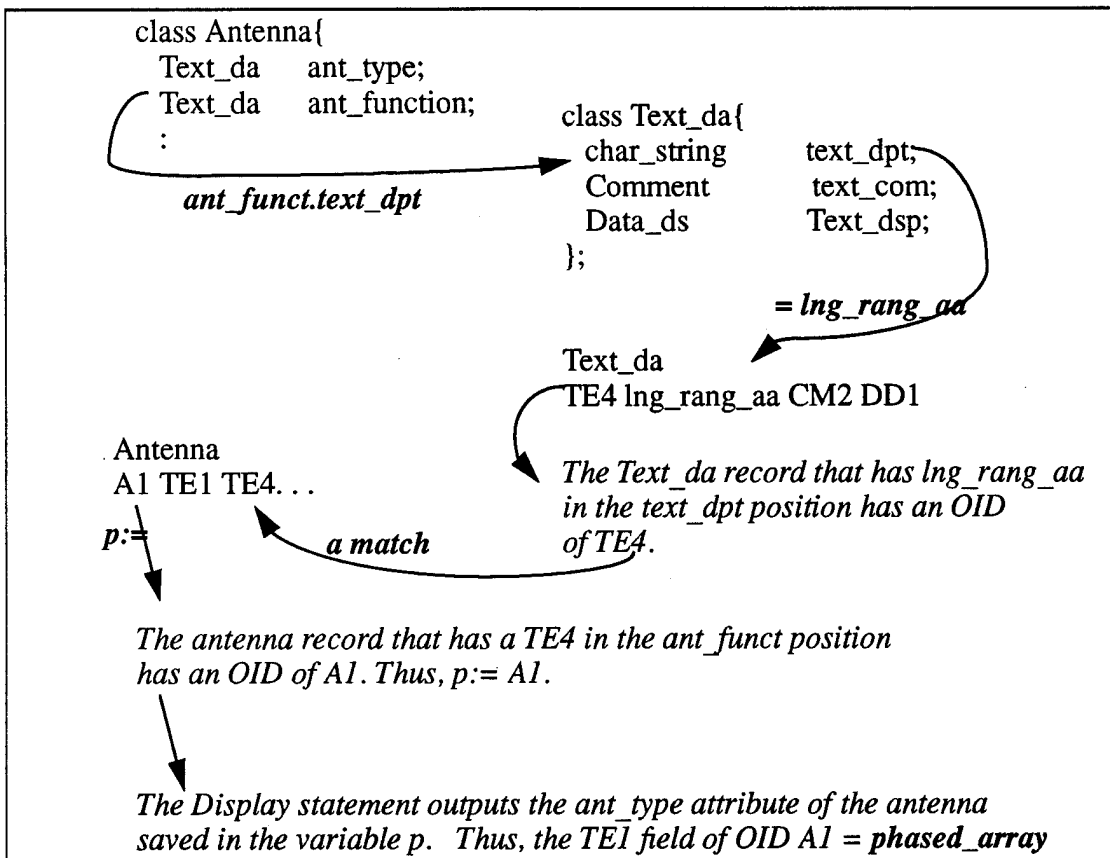 class Antenna{
Text_da ant_type;
Text_da ant_function;
:
ant_funct.text_dpt
class Text_da{
char_string text_dpt;
Comment text_com;
Data_ds Text_dsp;
};
= lng_rang_aa
Text_da
TE4 lng_rang_aa CM2 DD1
Antenna
A1 TE1 TE4. . .
p:=
a match
The Text_da record that has lng_rang_aa
in the text_dpt position has an OID
of TE4.
The antenna record that has a TE4 in the ant_funct position
has an OID of A1. Thus, p:= A1.
The Display statement outputs the ant_type attribute of the antenna
saved in the variable p. Thus, the TE1 field of OID A1 = phased_array